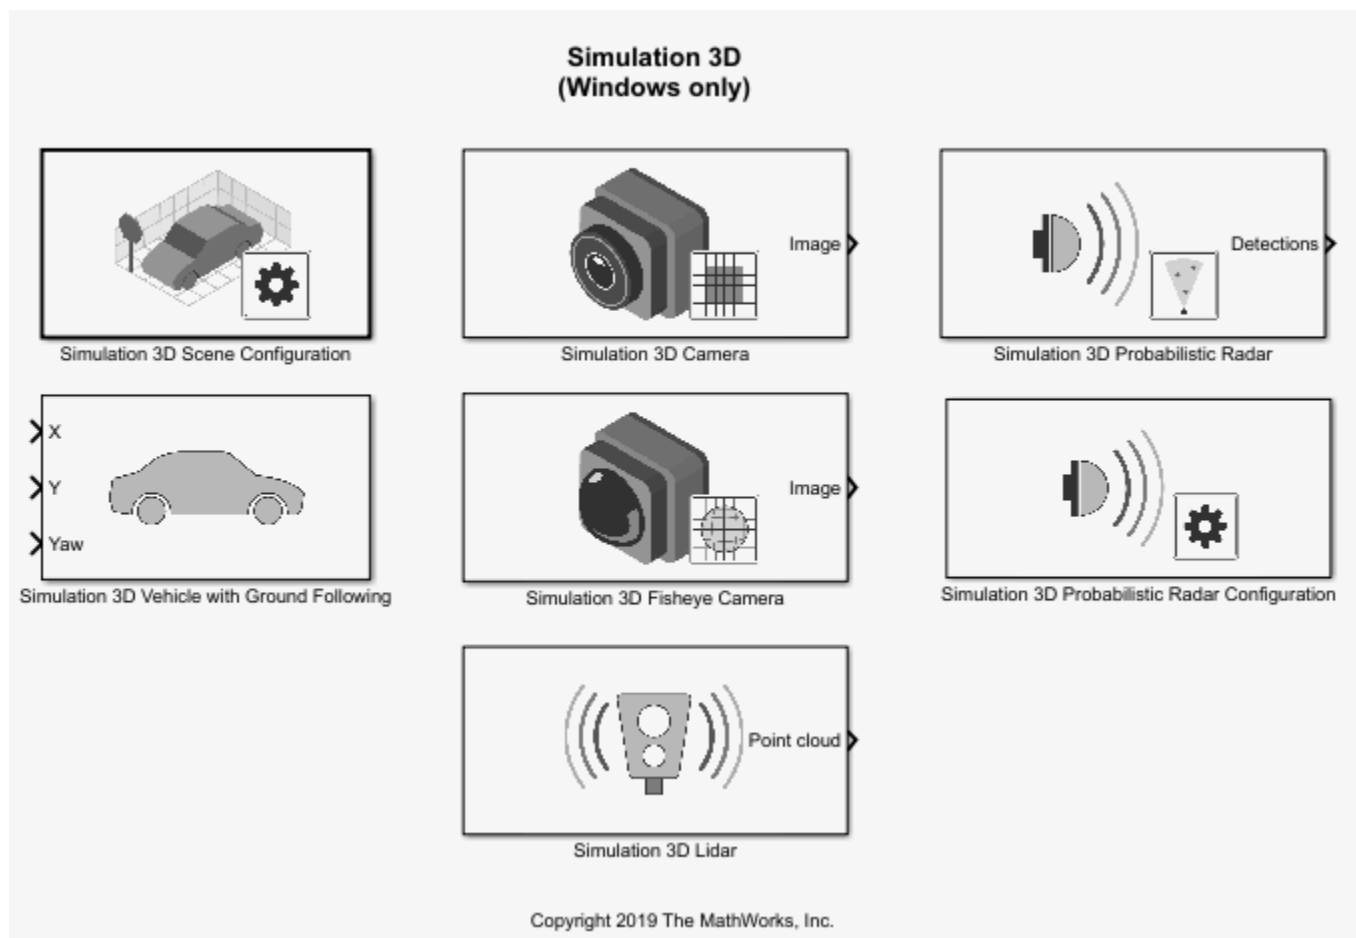 Simulation 3D
(Windows only)
Simulation 3D Scene Configuration
Image
Simulation 3D Camera
Detections
Simulation 3D Probabilistic Radar
X
Y
Yaw
Simulation 3D Vehicle with Ground Following
Image
Simulation 3D Fisheye Camera
Simulation 3D Probabilistic Radar Configuration
Point cloud
Simulation 3D Lidar
Copyright 2019 The MathWorks, Inc.